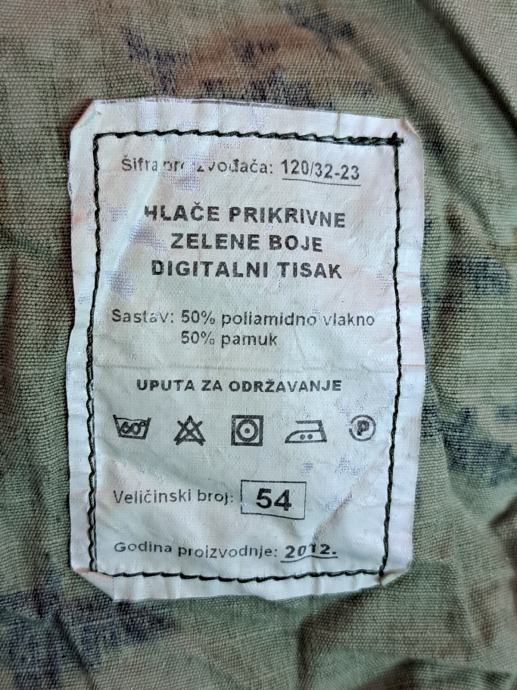 Šifra proizvođača: 120/32-23
HLAČE PRIKRIVNE
ZELENE BOJE
DIGITALNI TISAK
Sastav: 50% poliamidno vlakno
50% pamuk
UPUTA ZA ODRŽAVANJE
60 P
Veličinski broj: 54
Godina proizvodnje: 2012.